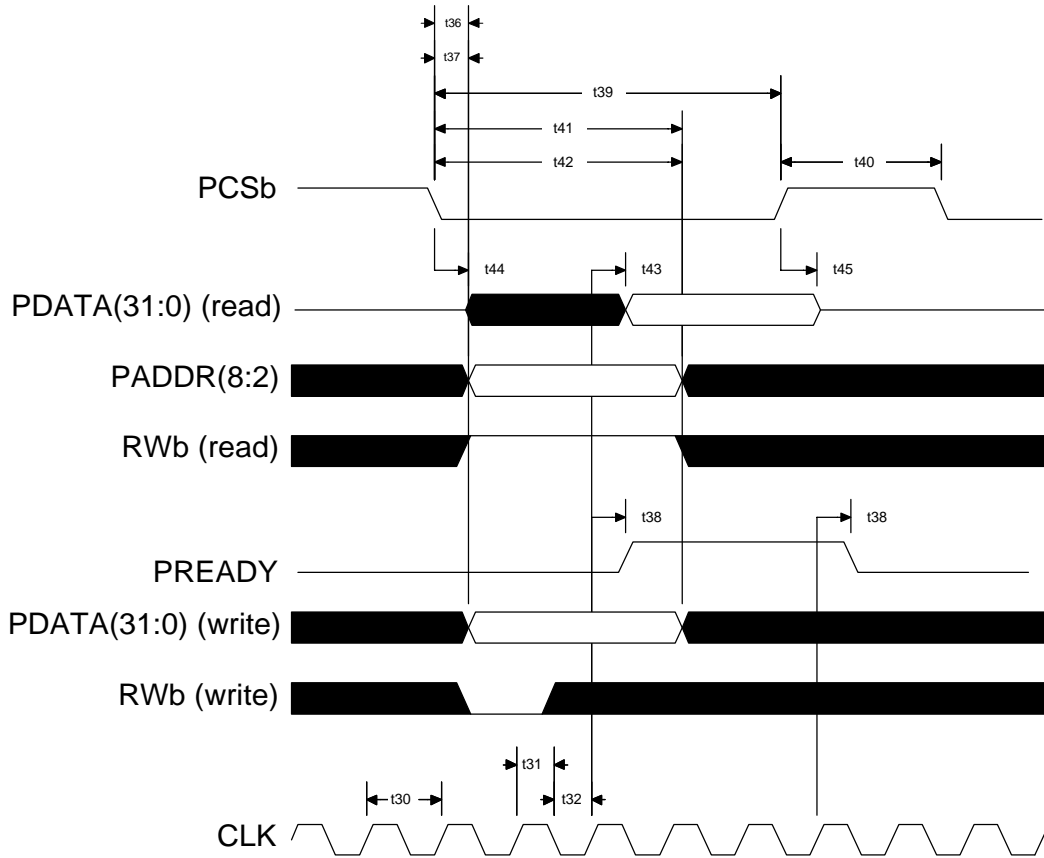 t36
t37
t39
t41
t42
t40
PCSb
t44
t43
t45
PDATA(31:0) (read)
PADDR(8:2)
RWb (read)
t38
t38
PREADY
PDATA(31:0) (write)
RWb (write)
t31
t30
t32
CLK